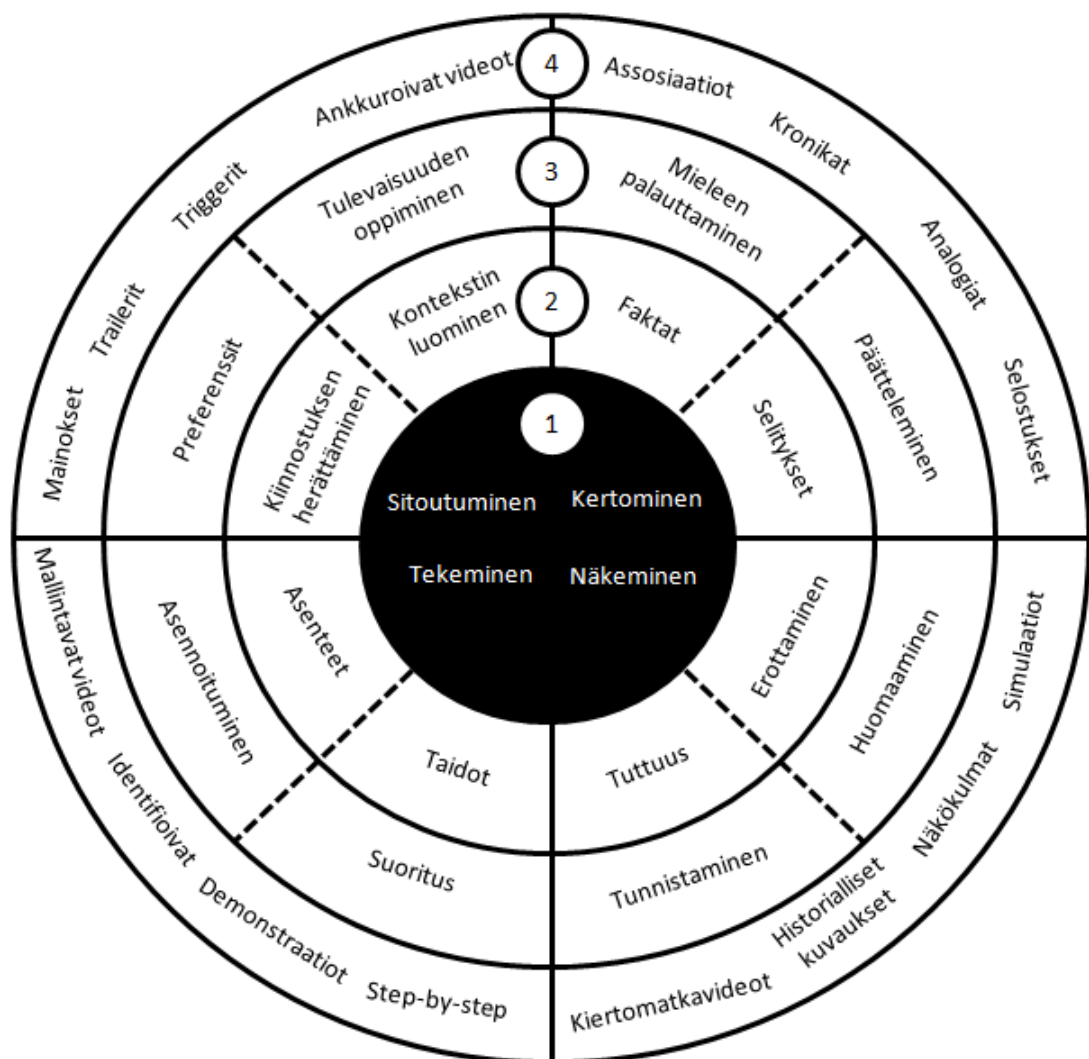 4
Ankkuroivat videot
Triggerit
Trailerit
Mainokset
Assosiaatiot
Kronikat
Analogiat
Selostukset
3
Tulevaisuuden
oppiminen
Preferenssit
Mieleen
palauttaminen
Päätteleminen
2
Kontekstin
luominen
Kiinnostuksen
herättäminen
Faktat
Selitykset
1
Sitoutuminen
Kertominen
Tekeminen
Näkeminen
Asenteet
Taidot
Tuttuus
Erottaminen
Asennoituminen
Suoritus
Tunnistaminen
Huomaaminen
Mallintavat videot
Identifioivat
Demonstraatiot
Step-by-step
Kiertomatkavideot
Historialliset
kuvaukset
Näkökulmat
Simulaatiot